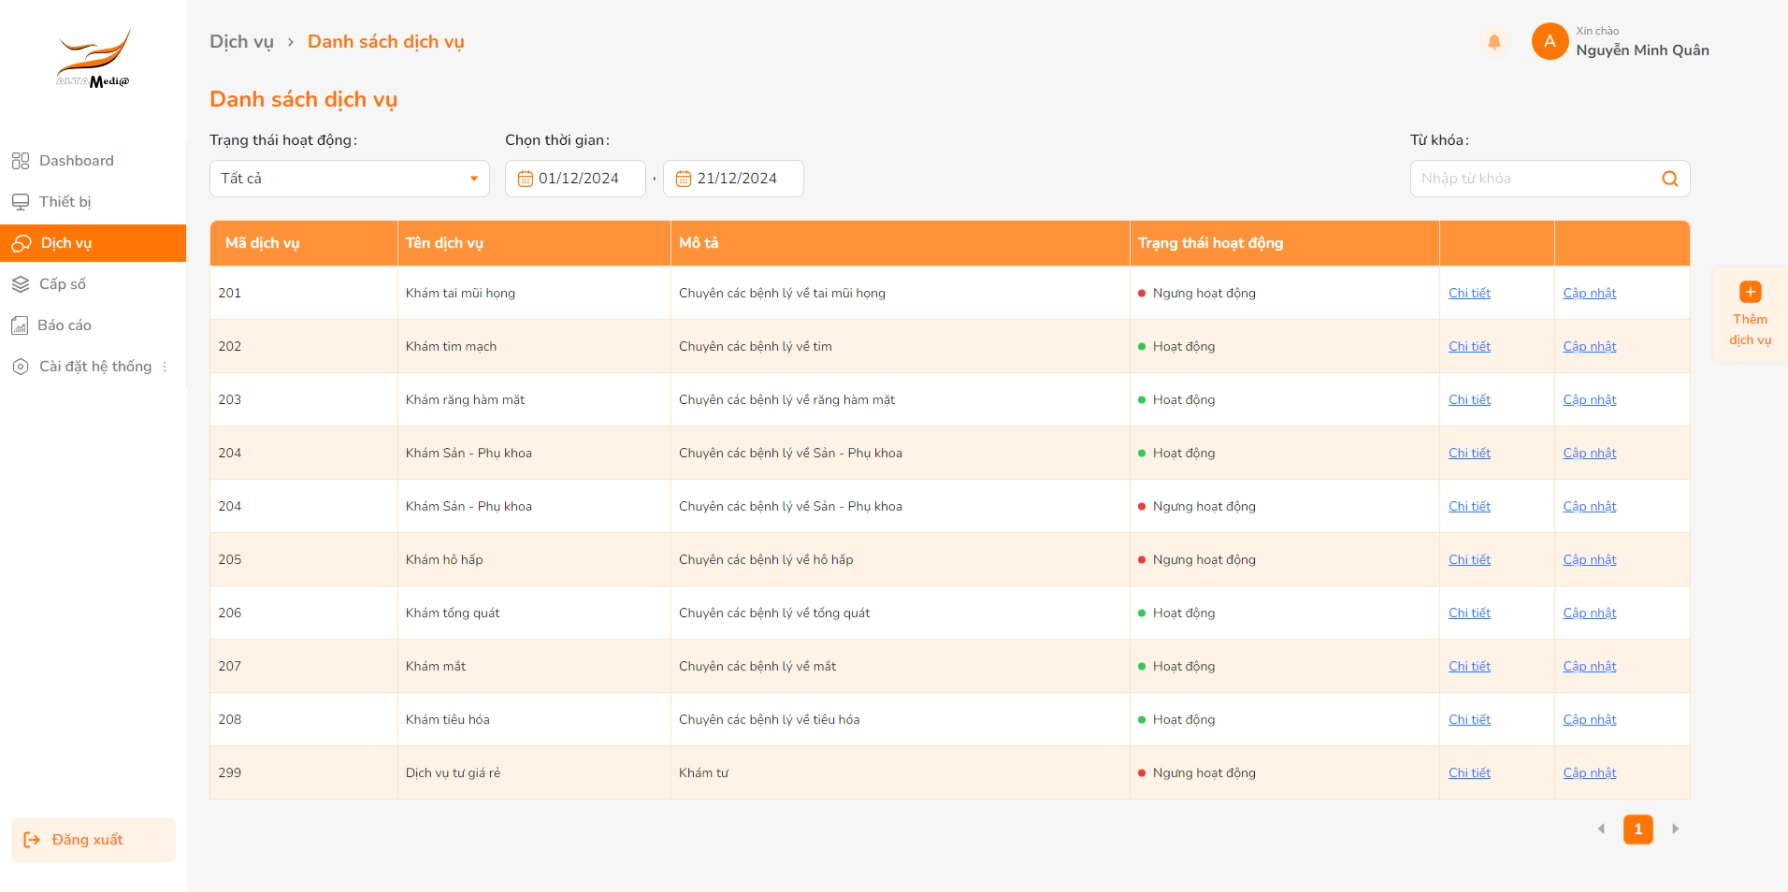 ALTA Medi@
Dashboard
Thiết bị
Dịch vụ
Cấp số
Báo cáo
Cài đặt hệ thống
Đăng xuất
Dịch vụ > Danh sách dịch vụ
Xin chào
A Nguyễn Minh Quân
Danh sách dịch vụ
Trạng thái hoạt động: Chọn thời gian: Từ khóa:
Tất cả 01/12/2024 21/12/2024 Nhập từ khóa
Mã dịch vụ Tên dịch vụ Mô tả Trạng thái hoạt động
201 Khám tai mũi họng Chuyên các bệnh lý về tai mũi họng Ngưng hoạt động Chi tiết Cập nhật
202 Khám tim mạch Chuyên các bệnh lý về tim Hoạt động Chi tiết Cập nhật
203 Khám răng hàm mặt Chuyên các bệnh lý về răng hàm mặt Hoạt động Chi tiết Cập nhật
204 Khám Sản - Phụ khoa Chuyên các bệnh lý về Sản - Phụ khoa Hoạt động Chi tiết Cập nhật
204 Khám Sản - Phụ khoa Chuyên các bệnh lý về Sản - Phụ khoa Ngưng hoạt động Chi tiết Cập nhật
205 Khám hô hấp Chuyên các bệnh lý về hô hấp Ngưng hoạt động Chi tiết Cập nhật
206 Khám tổng quát Chuyên các bệnh lý về tổng quát Hoạt động Chi tiết Cập nhật
207 Khám mắt Chuyên các bệnh lý về mắt Hoạt động Chi tiết Cập nhật
208 Khám tiêu hóa Chuyên các bệnh lý về tiêu hóa Hoạt động Chi tiết Cập nhật
299 Dịch vụ tư giá rẻ Khám tư Ngưng hoạt động Chi tiết Cập nhật
Thêm
dịch vụ
1